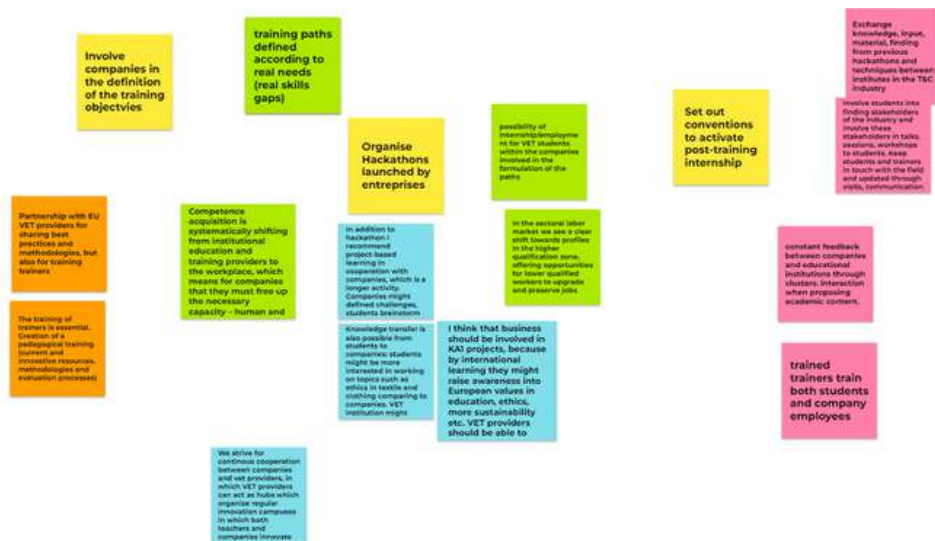 Involve
companies in
the definition
of the training
objectvies
training paths
defined
according to
real needs
(real skills
gaps)
Organise
Hackathons
launched by
entreprises
possibility of
internship/employme
nt for VET students
within the companies
involved in the
formulation of the
paths
Set out
conventions
to activate
post-training
internship
Exchange
knowledge, input,
material, finding
from previous
hackathons and
techniques between
institutes in the T&C
industry
Involve students into
finding stakeholders
of the industry and
involve these
stakeholders in talks,
sessions, workshops
to students. Keep
students and trainers
in touch with the field
and updated through
visits, communication
Partnership with EU
VET providers for
sharing best
practices and
methodologies, but
also for training
trainers
The training of
trainers is essential.
Creation of a
pedagogical training
(current and
innovative resources,
methodologies and
evaluation processes)
Competence
acquisition is
systematically shifting
from institutional
education and
training providers to
the workplace, which
means for companies
that they must free up
the necessary
capacity – human and
In addition to
hackathon I
recommend
project-based
learning in
cooperation with
companies, which is a
longer activity.
Companies might
defined challenges,
students brainstorm
In the sectoral labor
market we see a clear
shift towards profiles
in the higher
qualification zone,
offering opportunities
for lower qualified
workers to upgrade
and preserve jobs
Knowledge transfer is
also possible from
students to
companies: students
might be more
interested in working
on topics such as
ethics in textile and
clothing comparing to
companies. VET
institution might
I think that business
should be involved in
KA1 projects, because
by international
learning they might
raise awareness into
European values in
education, ethics,
more sustainability
etc. VET providers
should be able to
We strive for
continous cooperation
between companies
and vet providers, in
which VET providers
can act as hubs which
organise regular
innovation campuses
in which both
teachers and
companies innovate
constant feedback
between companies
and educational
institutions through
clusters. interaction
when proposing
academic content.
trained
trainers train
both students
and company
employees